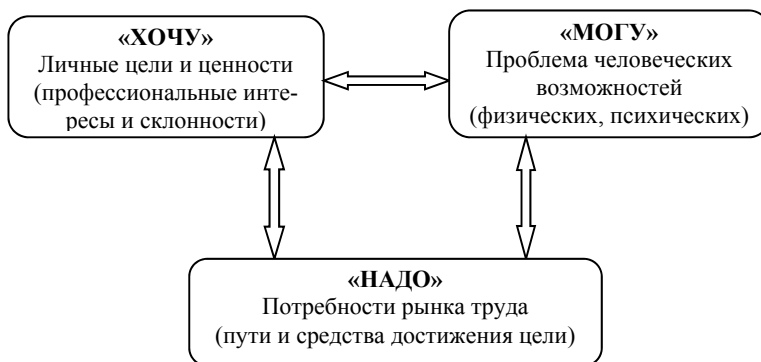 «ХОЧУ»
Личные цели и ценности
(профессиональные инте-
ресы и склонности)
«МОГУ»
Проблема человеческих
возможностей
(физических, психических)
«НАДО»
Потребности рынка труда
(пути и средства достижения цели)